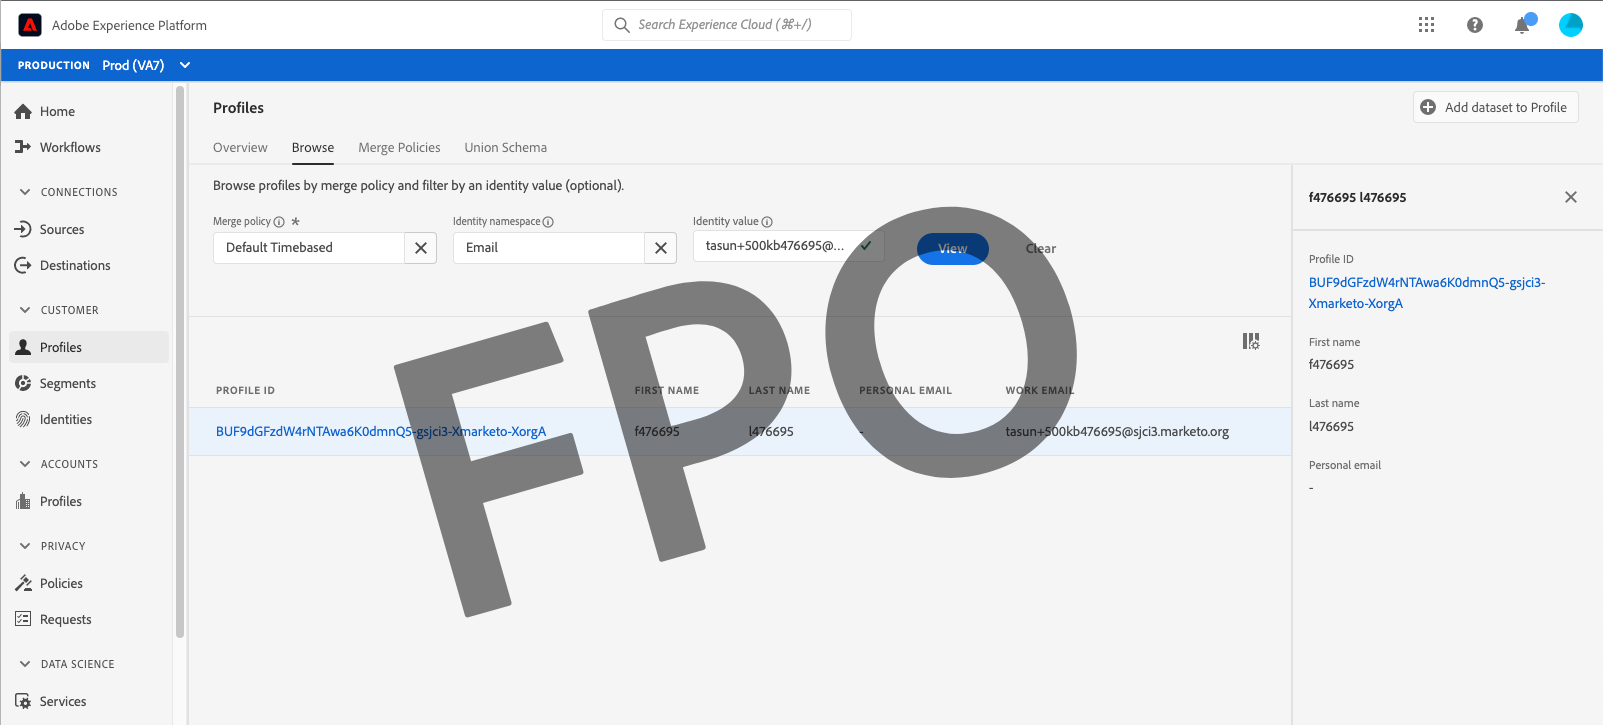 Adobe Experience Platform
Search Experience Cloud (⌘+/)
PRODUCTION Prod (VA7)
Home
Workflows
CONNECTIONS
Sources
Destinations
CUSTOMER
Profiles
Segments
Identities
ACCOUNTS
Profiles
PRIVACY
Policies
Requests
DATA SCIENCE
Services
Profiles
Add dataset to Profile
Overview Browse Merge Policies Union Schema
Browse profiles by merge policy and filter by an identity value (optional).
Merge policy * Identity namespace Identity value
Default Timebased Email tasun+500kb476695@... View Clear
PROFILE ID FIRST NAME LAST NAME PERSONAL EMAIL WORK EMAIL
BUF9dGFzdW4rNTAwa6K0dmnQ5-gsjci3-Xmarketo-XorgA f476695 l476695 - tasun+500kb476695@sjci3.marketo.org
FPO
f476695 l476695
Profile ID
BUF9dGFzdW4rNTAwa6K0dmnQ5-gsjci3-
Xmarketo-XorgA
First name
f476695
Last name
l476695
Personal email
-